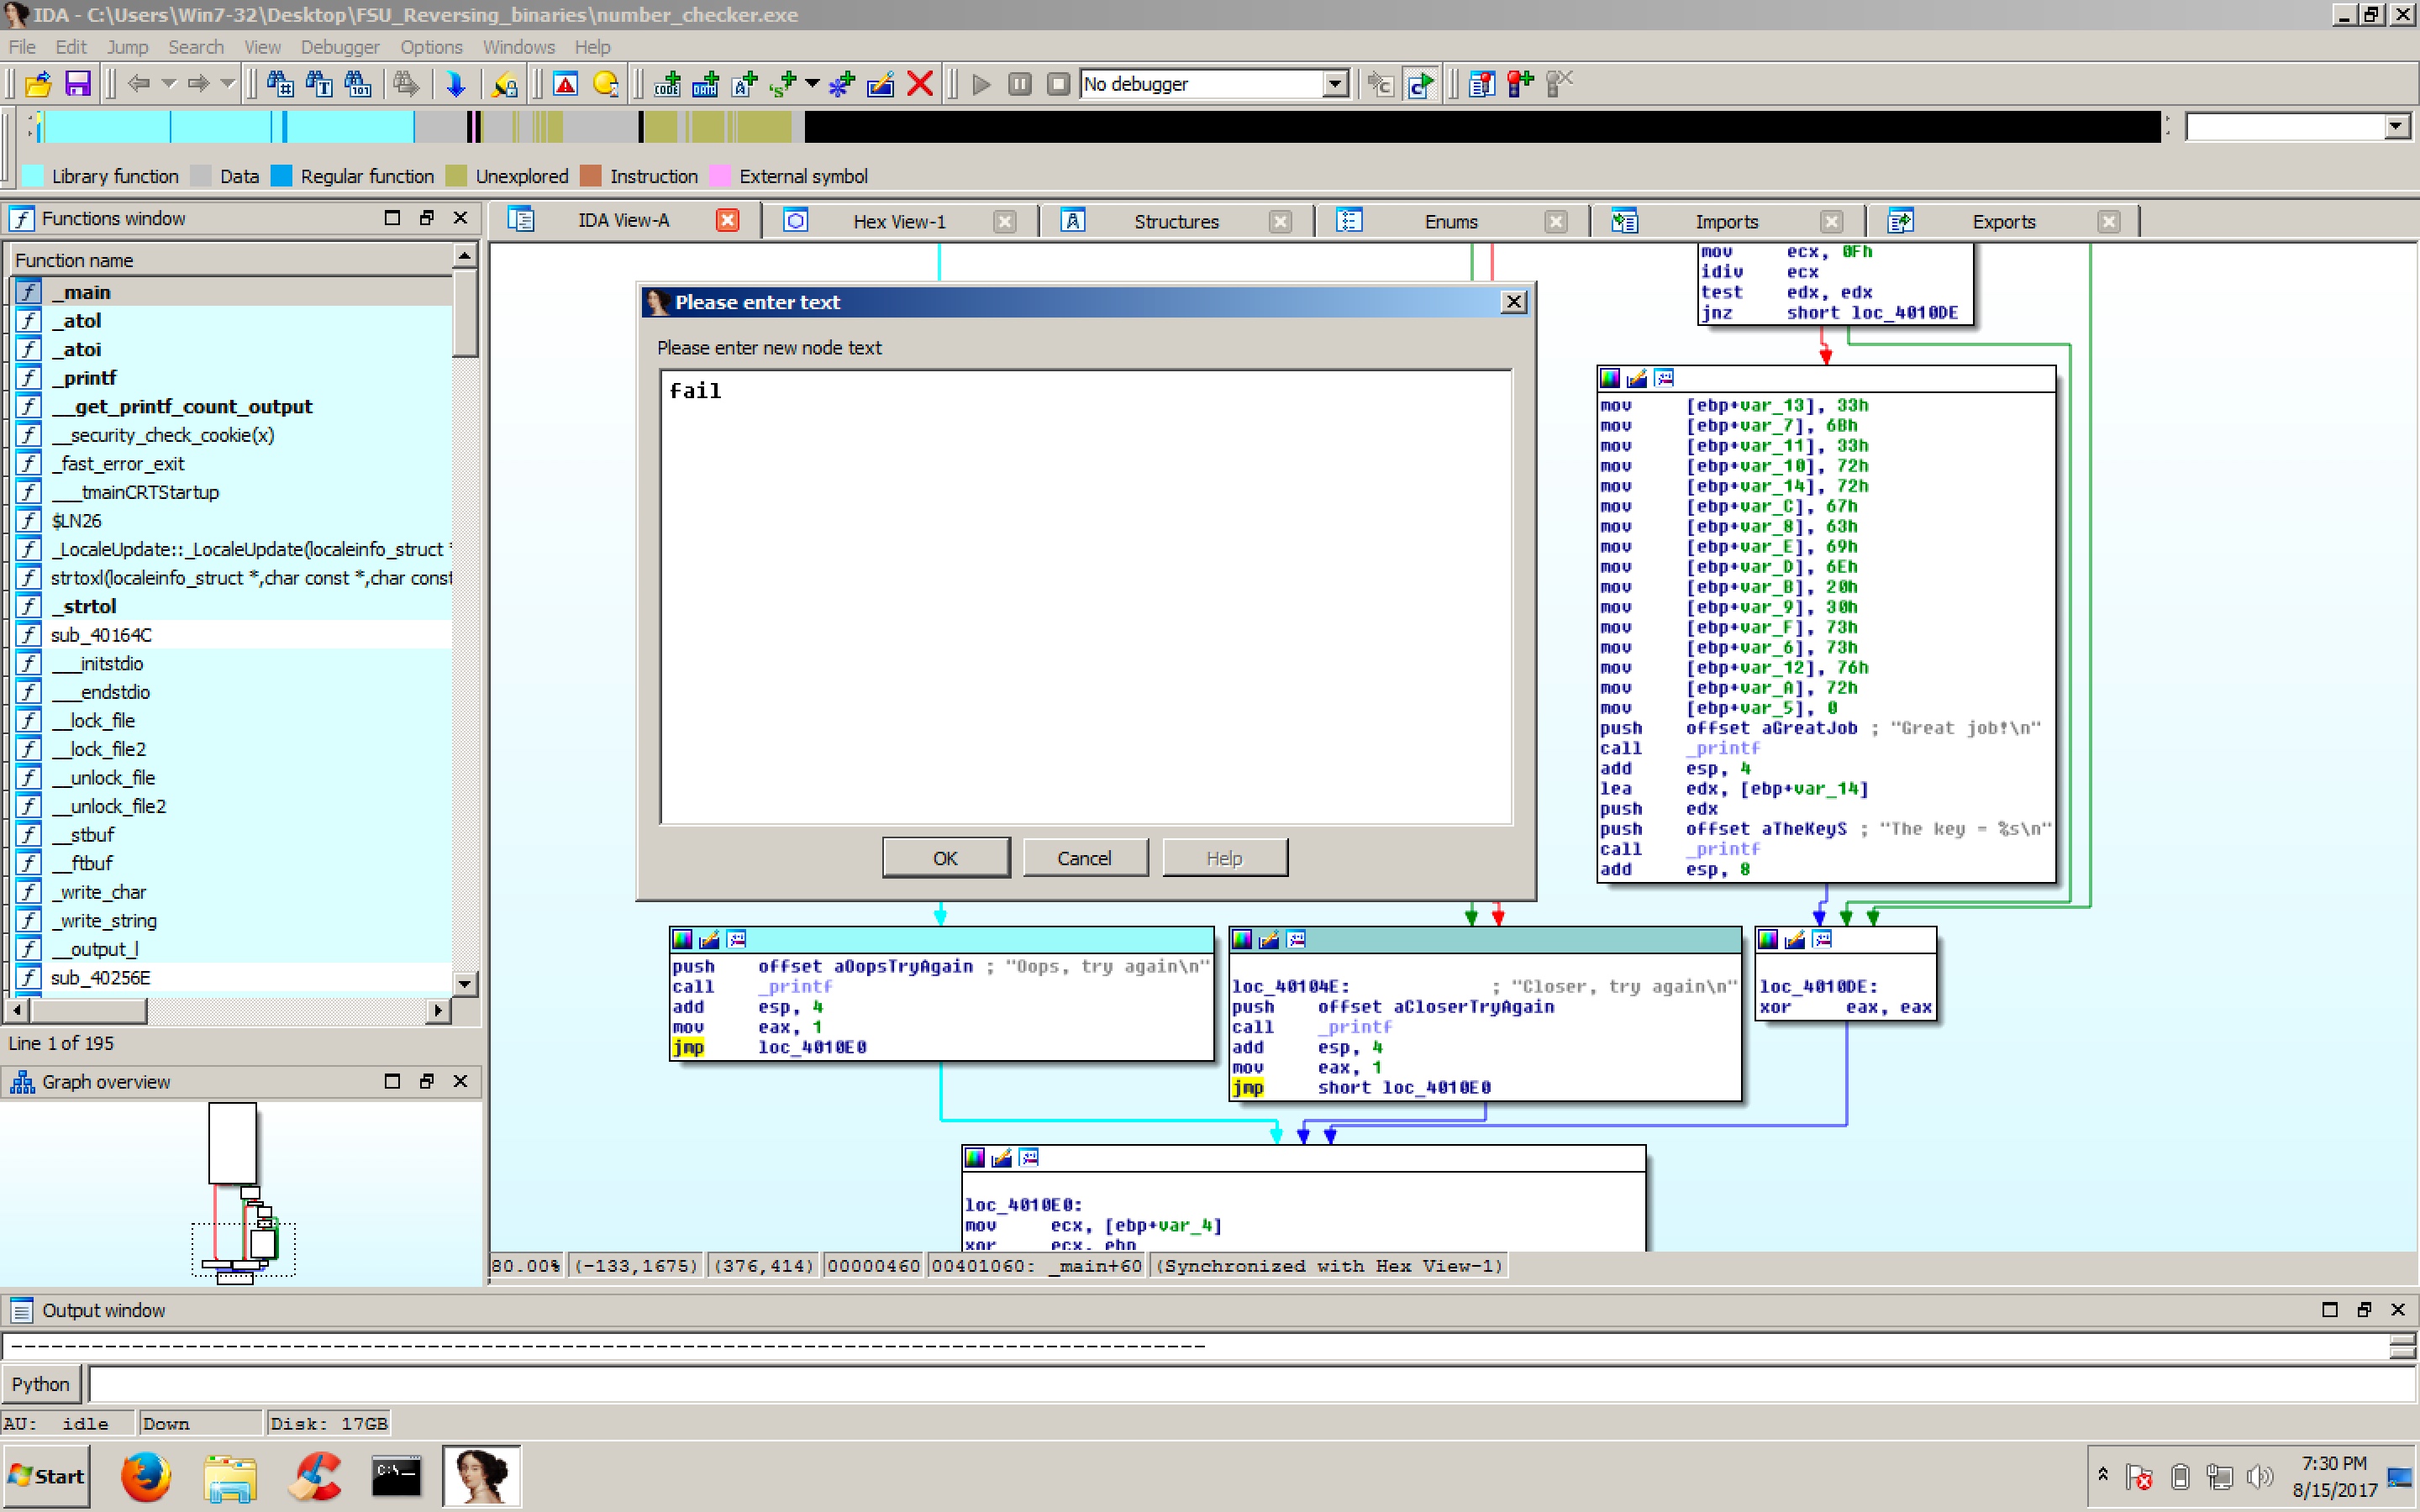 IDA - C:\Users\Win7-32\Desktop\FSU_Reversing_binaries\number_checker.exe
File Edit Jump Search View Debugger Options Windows Help
No debugger
Library function Data Regular function Unexplored Instruction External symbol
Functions window
Function name
_main
_atol
_atoi
_printf
__get_printf_count_output
__security_check_cookie(x)
_fast_error_exit
___tmainCRTStartup
$LN26
_LocaleUpdate::_LocaleUpdate(localeinfo_struct *
strtoxl(localeinfo_struct *,char const *,char const
_strtol
sub_40164C
___initstdio
___endstdio
__lock_file
__lock_file2
__unlock_file
__unlock_file2
__stbuf
__ftbuf
_write_char
_write_string
__output_l
sub_40256E
Line 1 of 195
Graph overview
IDA View-A Hex View-1 Structures Enums Imports Exports
Please enter text
Please enter new node text
fail
OK Cancel Help
mov ecx, 0Fh
idiv ecx
test edx, edx
jnz short loc_4010DE
mov [ebp+var_13], 33h
mov [ebp+var_7], 6Bh
mov [ebp+var_11], 33h
mov [ebp+var_10], 72h
mov [ebp+var_14], 72h
mov [ebp+var_C], 67h
mov [ebp+var_8], 63h
mov [ebp+var_E], 69h
mov [ebp+var_D], 6Eh
mov [ebp+var_B], 20h
mov [ebp+var_9], 30h
mov [ebp+var_F], 73h
mov [ebp+var_6], 73h
mov [ebp+var_12], 76h
mov [ebp+var_A], 72h
mov [ebp+var_5], 0
push offset aGreatJob ; "Great job!\n"
call _printf
add esp, 4
lea edx, [ebp+var_14]
push edx
push offset aTheKeyS ; "The key = %s\n"
call _printf
add esp, 8
push offset aOopsTryAgain ; "Oops, try again\n"
call _printf
add esp, 4
mov eax, 1
jmp loc_4010E0
loc_40104E: ; "Closer, try again\n"
push offset aCloserTryAgain
call _printf
add esp, 4
mov eax, 1
jmp short loc_4010E0
loc_4010DE:
xor eax, eax
loc_4010E0:
mov ecx, [ebp+var_4]
xor ecx, ebp
80.00% (-133,1675) (376,414) 00000460 00401060: _main+60 (Synchronized with Hex View-1)
Output window
Python
AU: idle Down Disk: 17GB
Start
C:\_
7:30 PM
8/15/2017